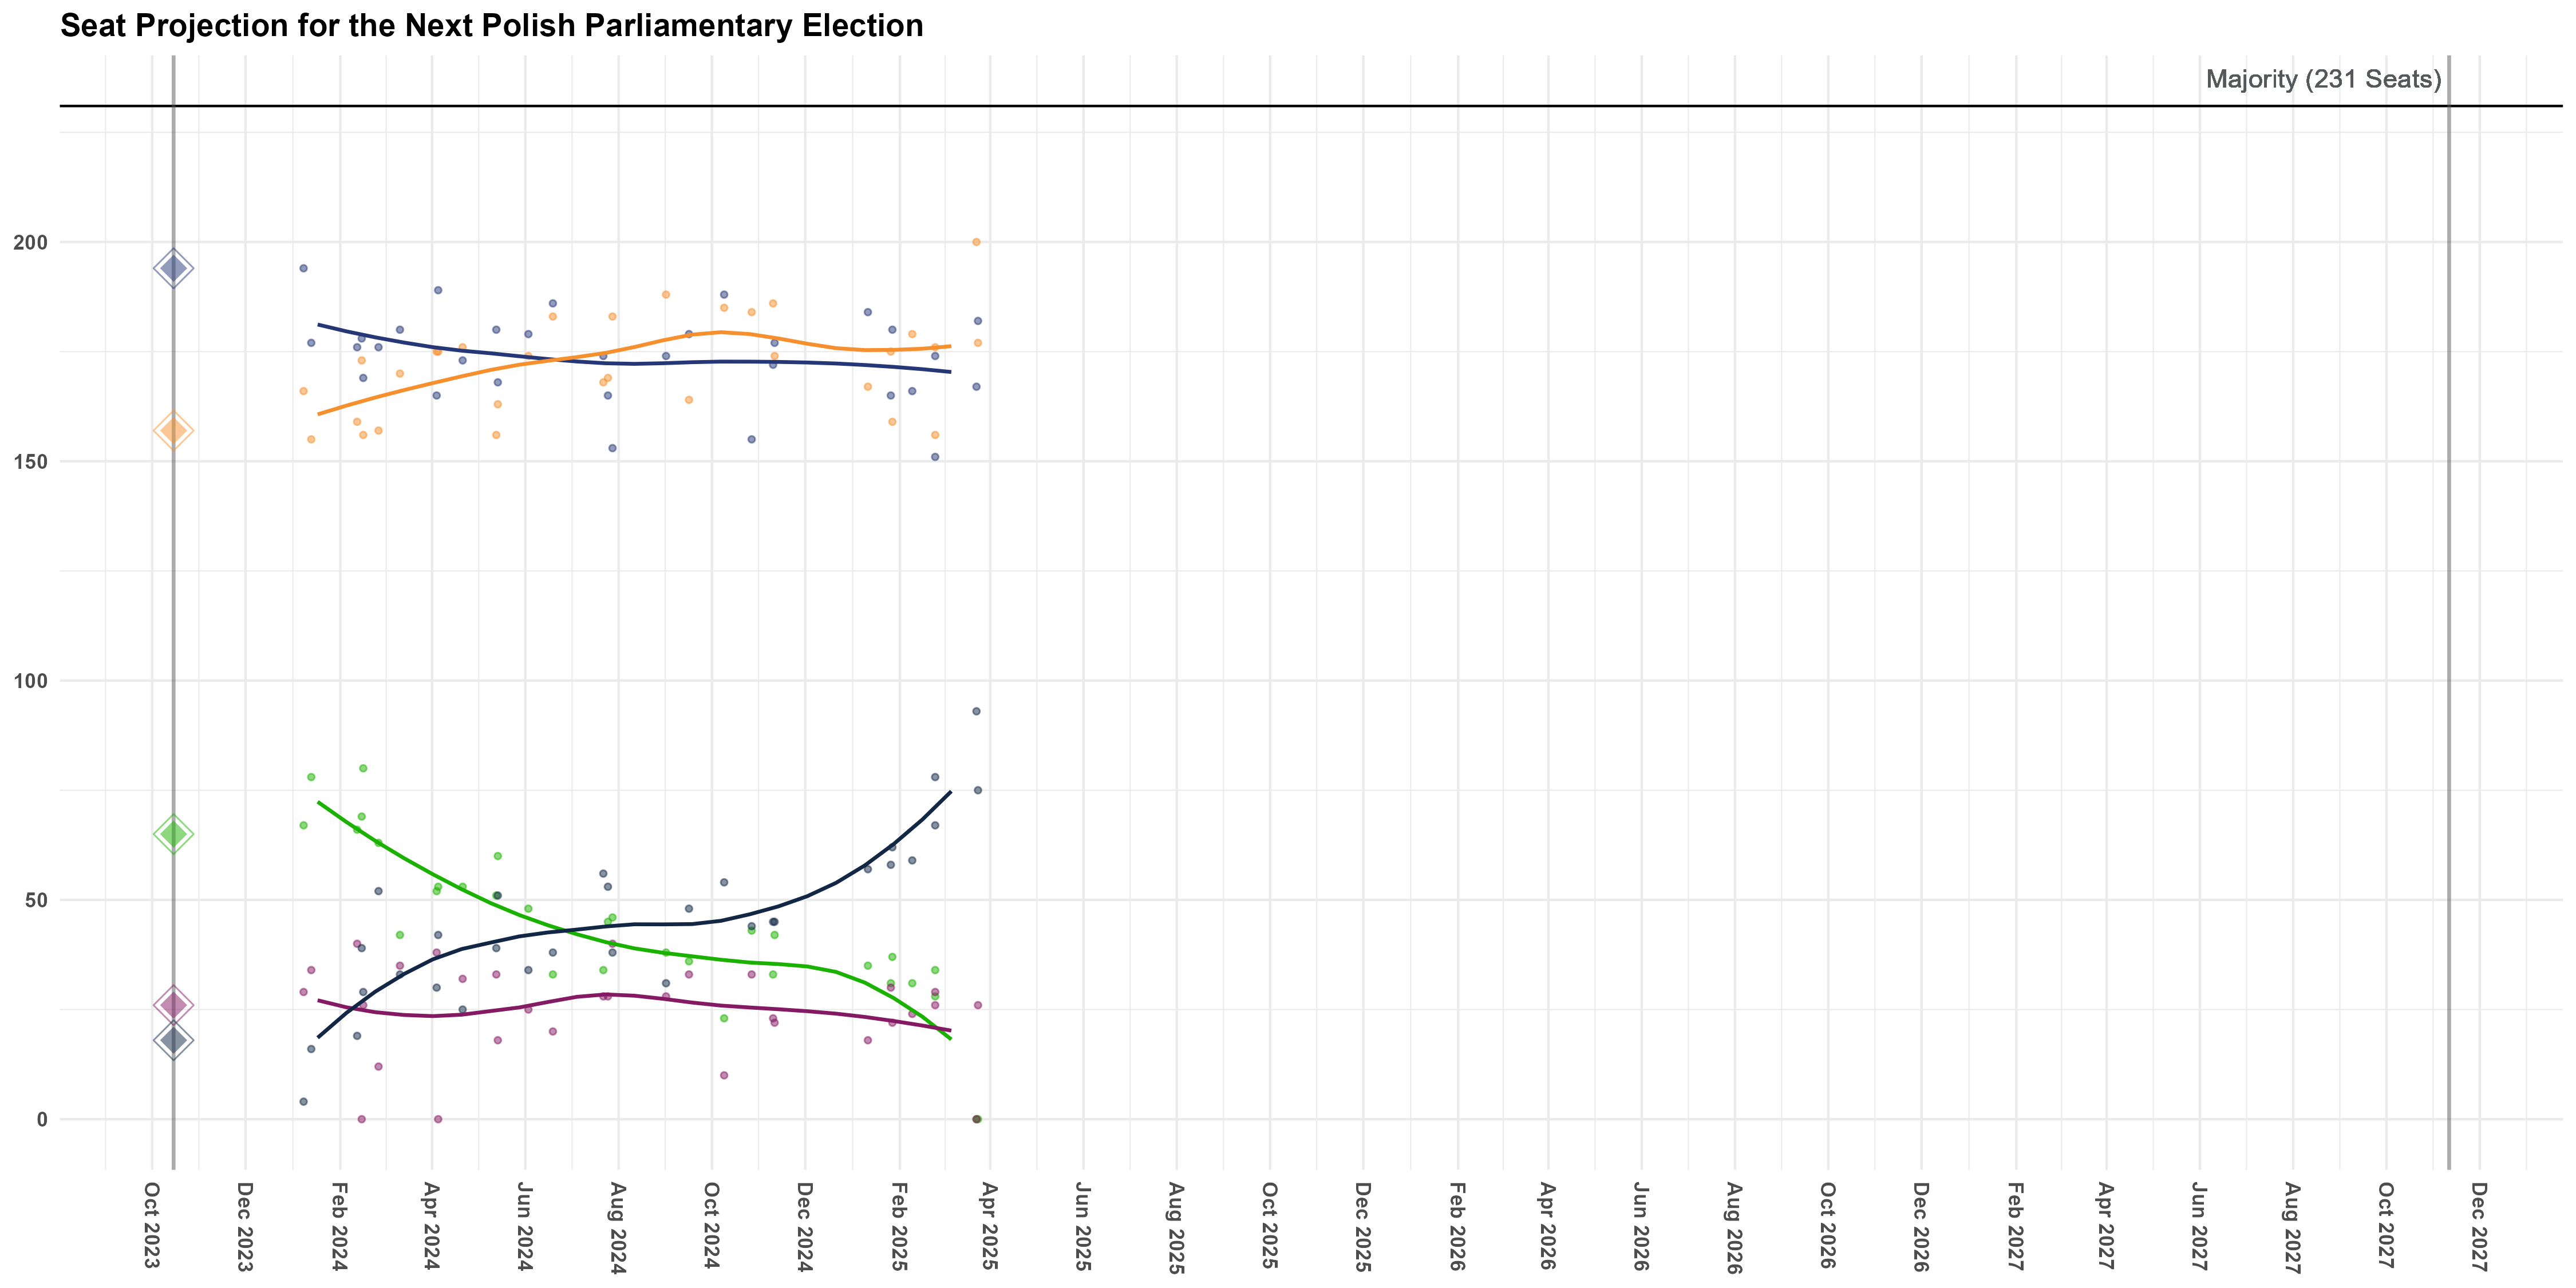 Seat Projection for the Next Polish Parliamentary Election
Majority (231 Seats)
200
150
100
50
0
Oct 2023
Dec 2023
Feb 2024
Apr 2024
Jun 2024
Aug 2024
Oct 2024
Dec 2024
Feb 2025
Apr 2025
Jun 2025
Aug 2025
Oct 2025
Dec 2025
Feb 2026
Apr 2026
Jun 2026
Aug 2026
Oct 2026
Dec 2026
Feb 2027
Apr 2027
Jun 2027
Aug 2027
Oct 2027
Dec 2027